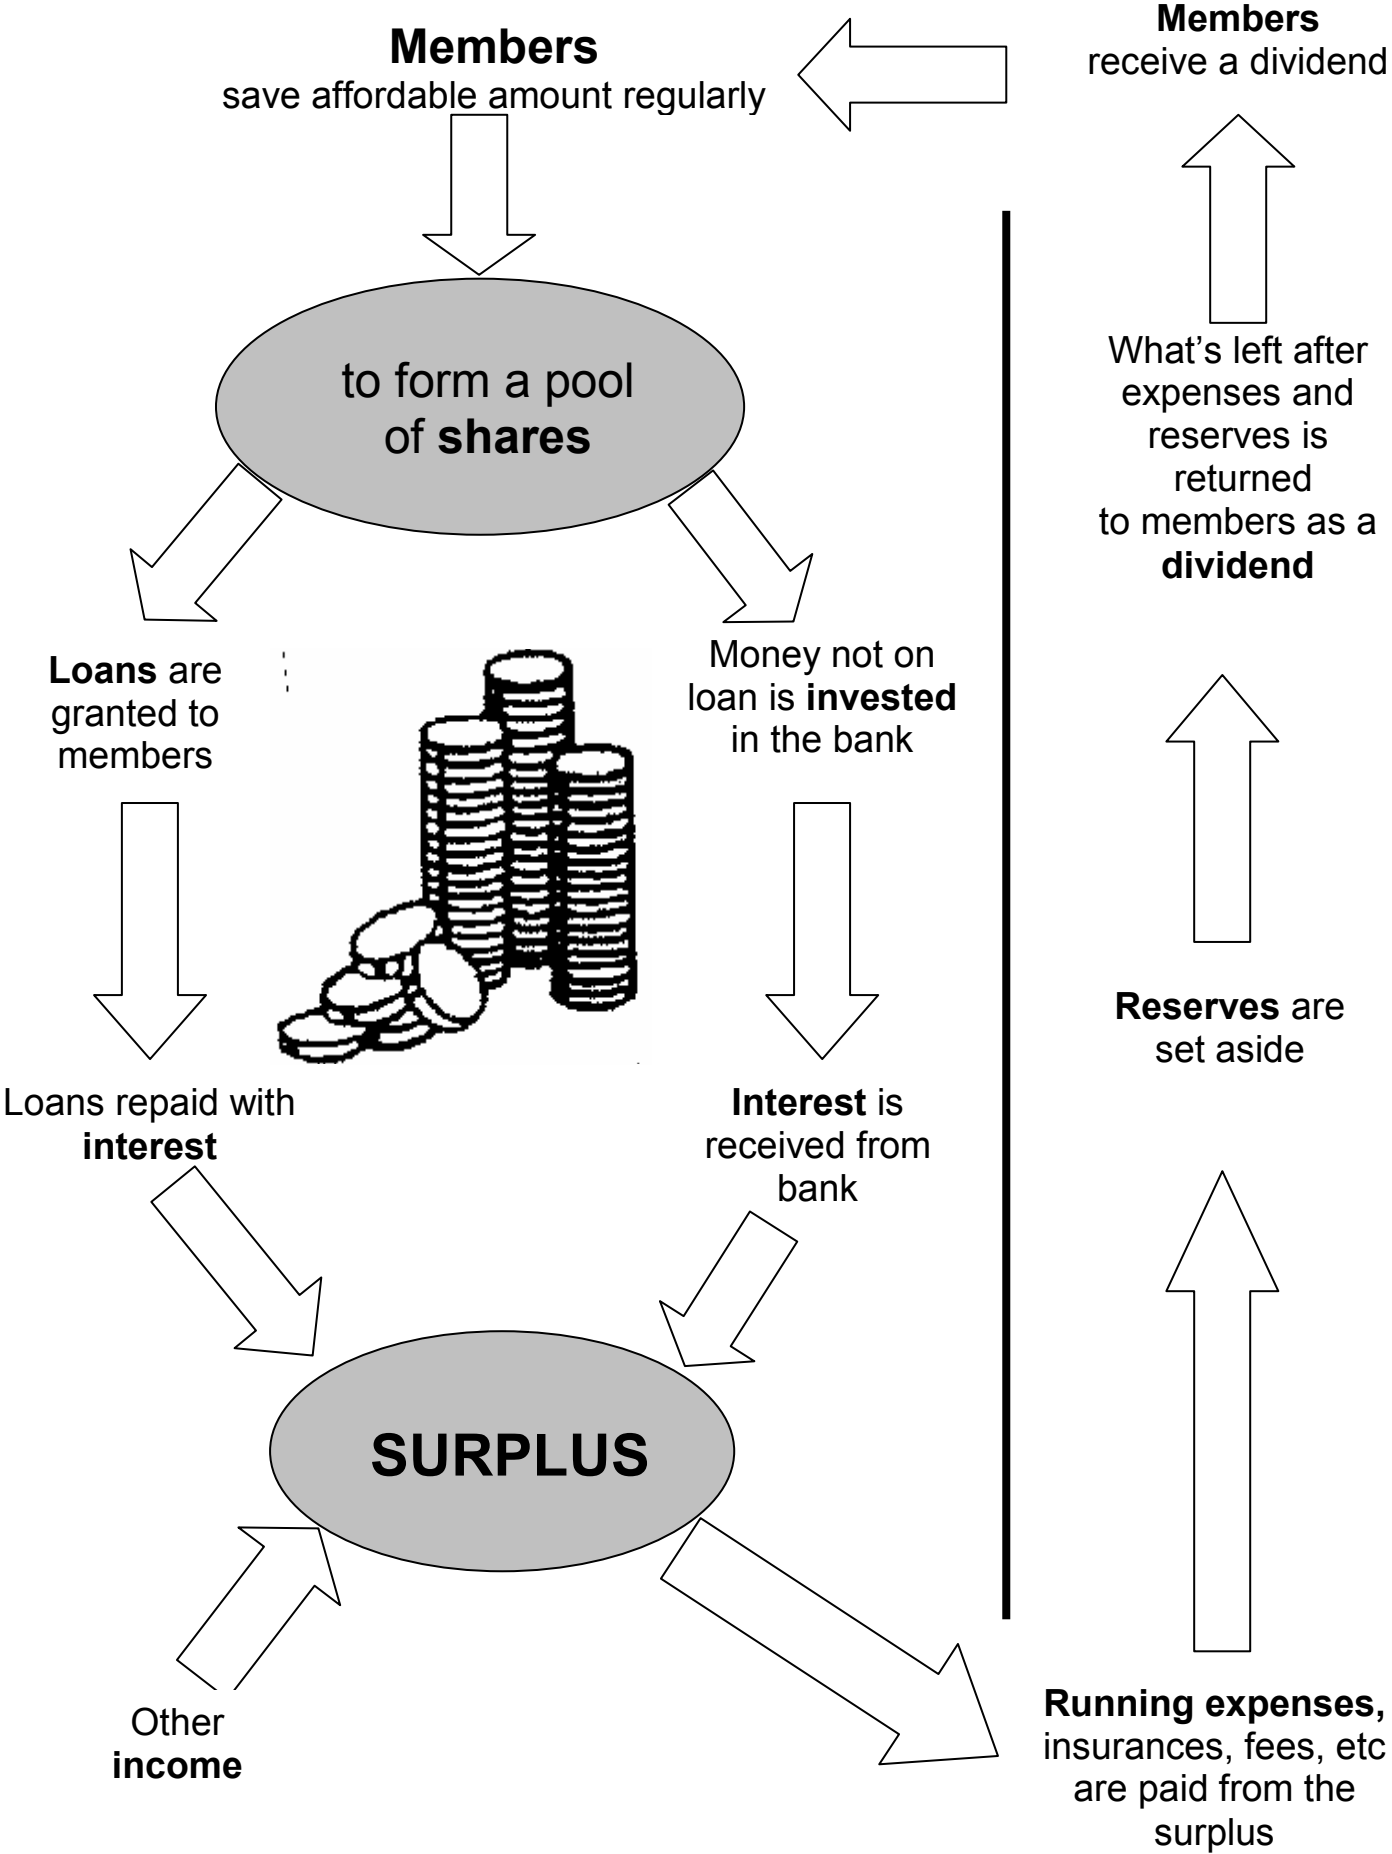 Members
save affordable amount regularly
to form a pool
of shares
Loans are
granted to
members
Money not on
loan is invested
in the bank
Loans repaid with
interest
Interest is
received from
bank
SURPLUS
Other
income
Running expenses,
insurances, fees, etc
are paid from the
surplus
Reserves are
set aside
What’s left after
expenses and
reserves is
returned
to members as a
dividend
Members
receive a dividend